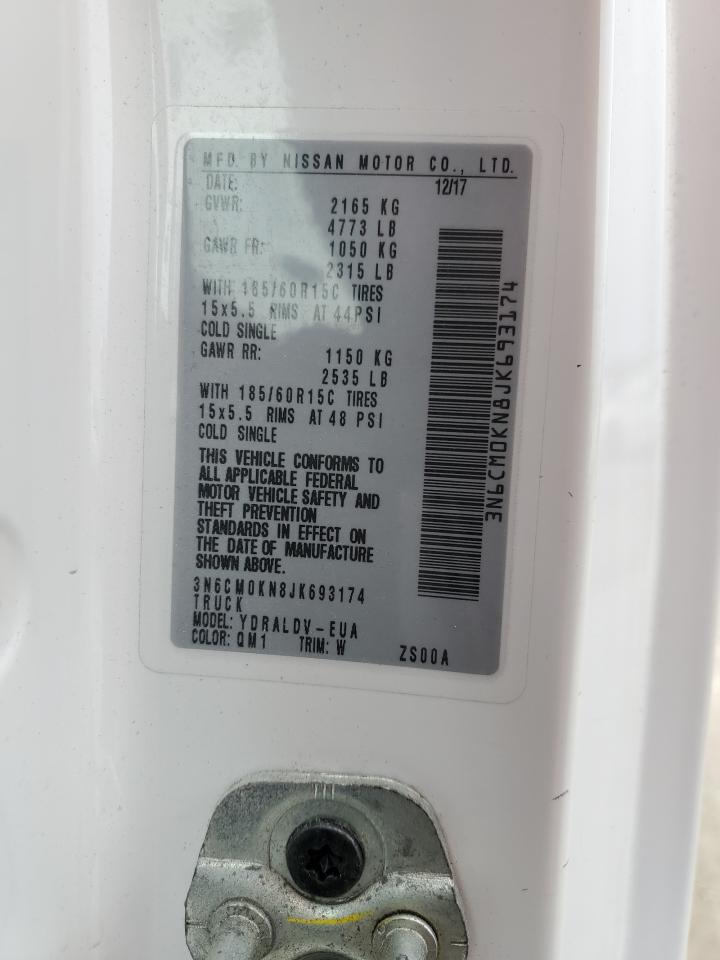 MFD. BY NISSAN MOTOR CO., LTD.
DATE: 12/17
GVWR: 2165 KG
4773 LB
GAWR FR: 1050 KG
2315 LB
WITH 185/60R15C TIRES
15x5.5 RIMS AT 44PSI
COLD SINGLE
GAWR RR: 1150 KG
2535 LB
WITH 185/60R15C TIRES
15x5.5 RIMS AT 48 PSI
COLD SINGLE
THIS VEHICLE CONFORMS TO
ALL APPLICABLE FEDERAL
MOTOR VEHICLE SAFETY AND
THEFT PREVENTION
STANDARDS IN EFFECT ON
THE DATE OF MANUFACTURE
SHOWN ABOVE.
3N6CM0KN8JK693174
TRUCK
MODEL: YDRALDV-EUA
COLOR: QM1 TRIM: W ZS00A
3N6CM0KN8JK693174